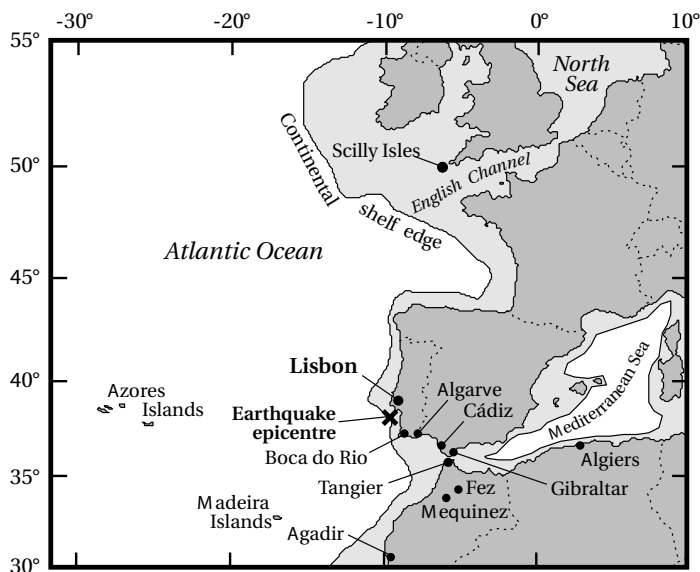 -30° -20° -10° 0° 10°
55°
North
Sea
Continental
Scilly Isles
50°
English Channel
shelf edge
Atlantic Ocean
45°
Lisbon
Mediterranean Sea
40°
Azores
Islands
Algarve
Earthquake
epicentre
Cádiz
Boca do Rio
Algiers
35°
Tangier
Fez
Gibraltar
Madeira
Islands
Mequinez
Agadir
30°